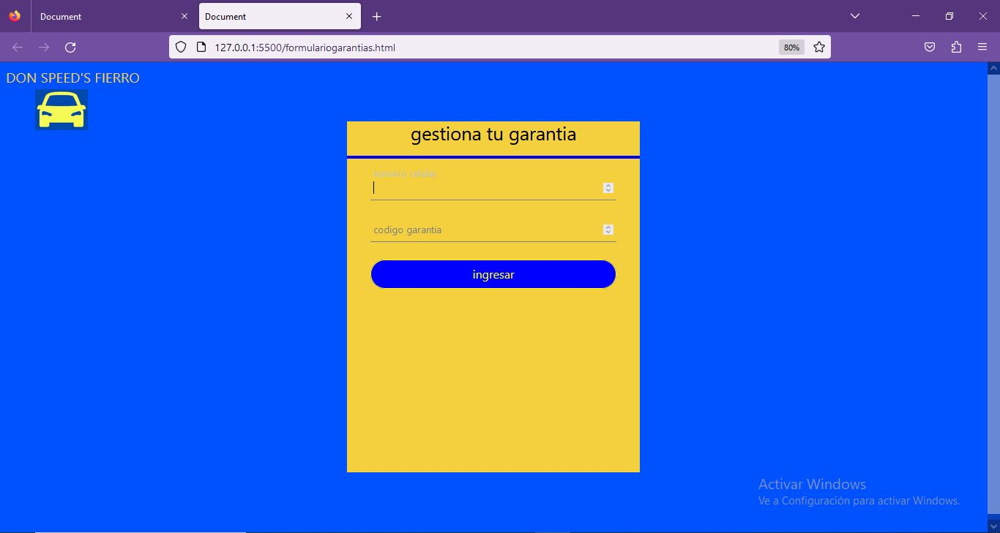 Document
Document
127.0.0.1:5500/formulariogarantias.html
80%
DON SPEED'S FIERRO
gestiona tu garantia
numero celular
codigo garantia
ingresar
Activar Windows
Ve a Configuración para activar Windows.